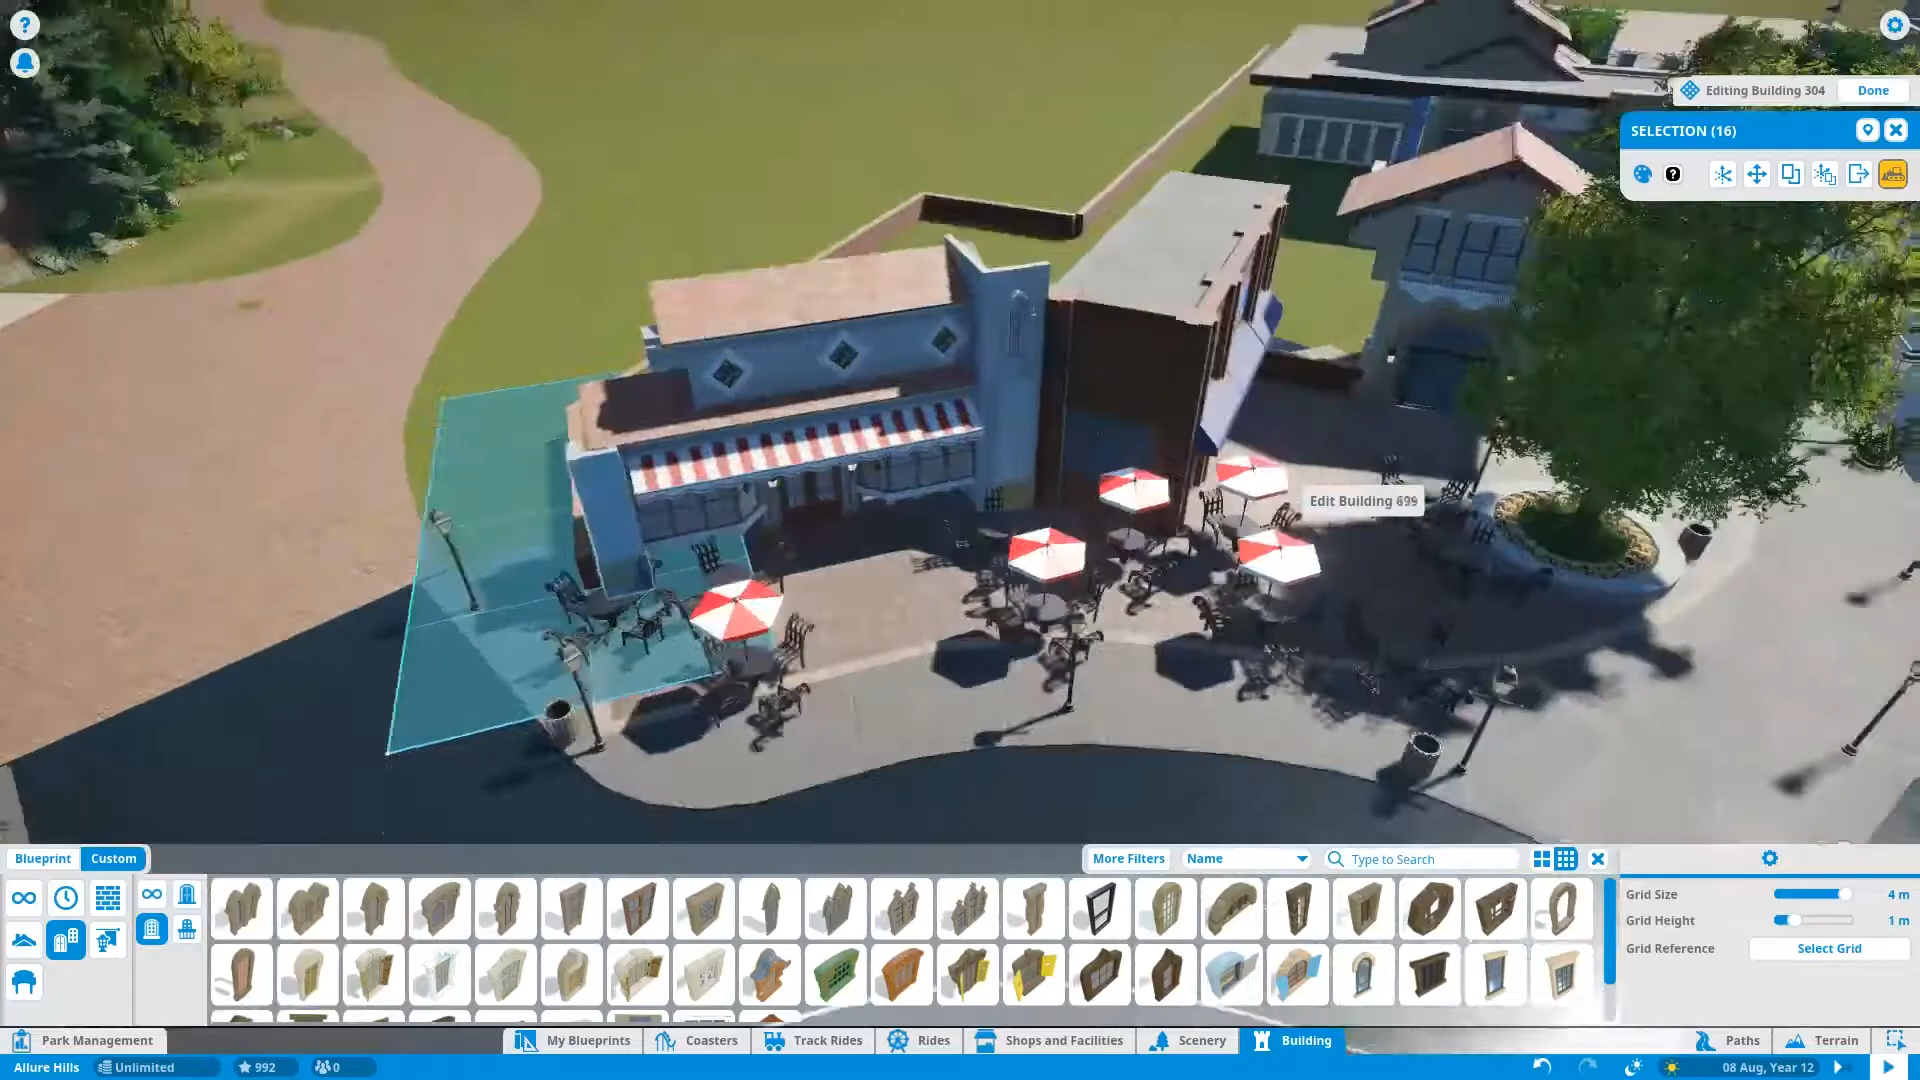 ?
Editing Building 304
Done
SELECTION (16)
?
Edit Building 699
Blueprint
Custom
More Filters
Name
Type to Search
Grid Size
4 m
Grid Height
1 m
Grid Reference
Select Grid
Park Management
My Blueprints
Coasters
Track Rides
Rides
Shops and Facilities
Scenery
Building
Paths
Terrain
Allure Hills
Unlimited
992
0
08 Aug, Year 12